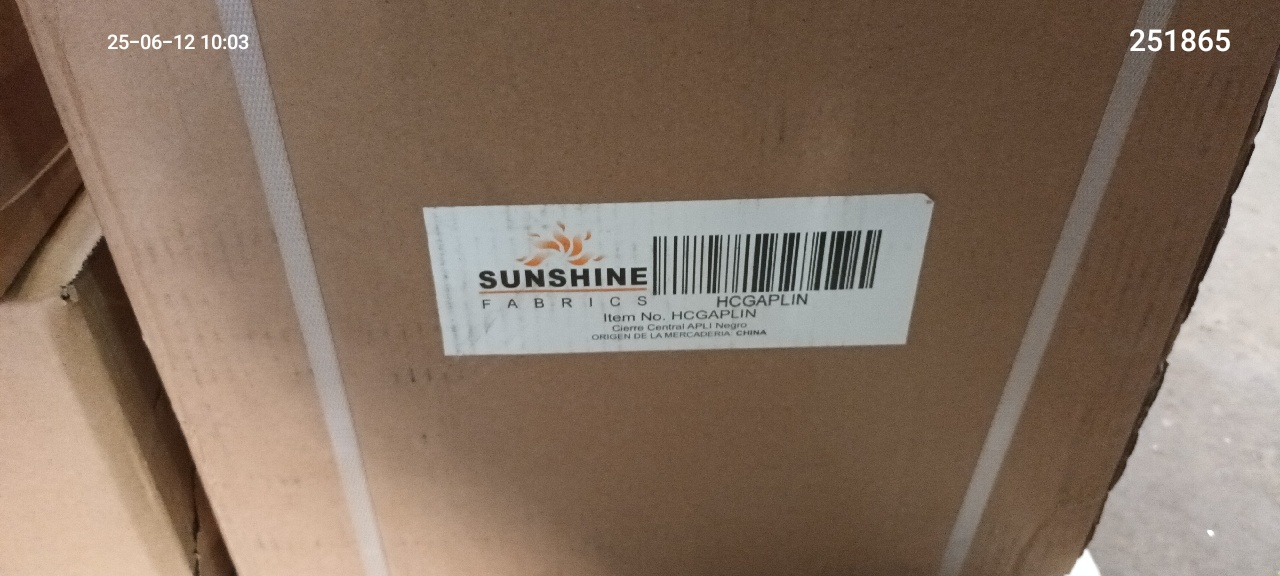 25-06-12 10:03
251865
SUNSHINE
FABRICS
HCGAPLIN
Item No. HCGAPLIN
Cierre Central APLI Negro
ORIGEN DE LA MERCADERIA: CHINA